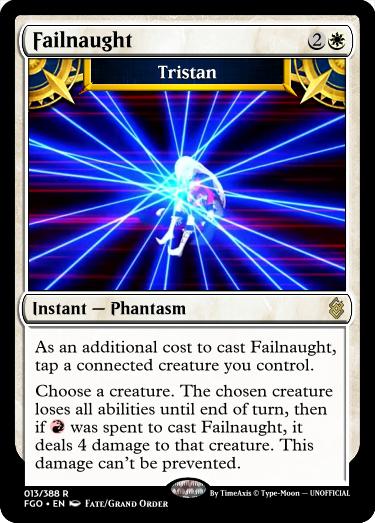 Failnaught 2
Tristan
Instant — Phantasm
As an additional cost to cast Failnaught,
tap a connected creature you control.
Choose a creature. The chosen creature
loses all abilities until end of turn, then
if was spent to cast Failnaught, it
deals 4 damage to that creature. This
damage can't be prevented.
013/388 R
FGO • EN Fate/Grand Order
By TimeAxis © Type-Moon — UNOFFICIAL